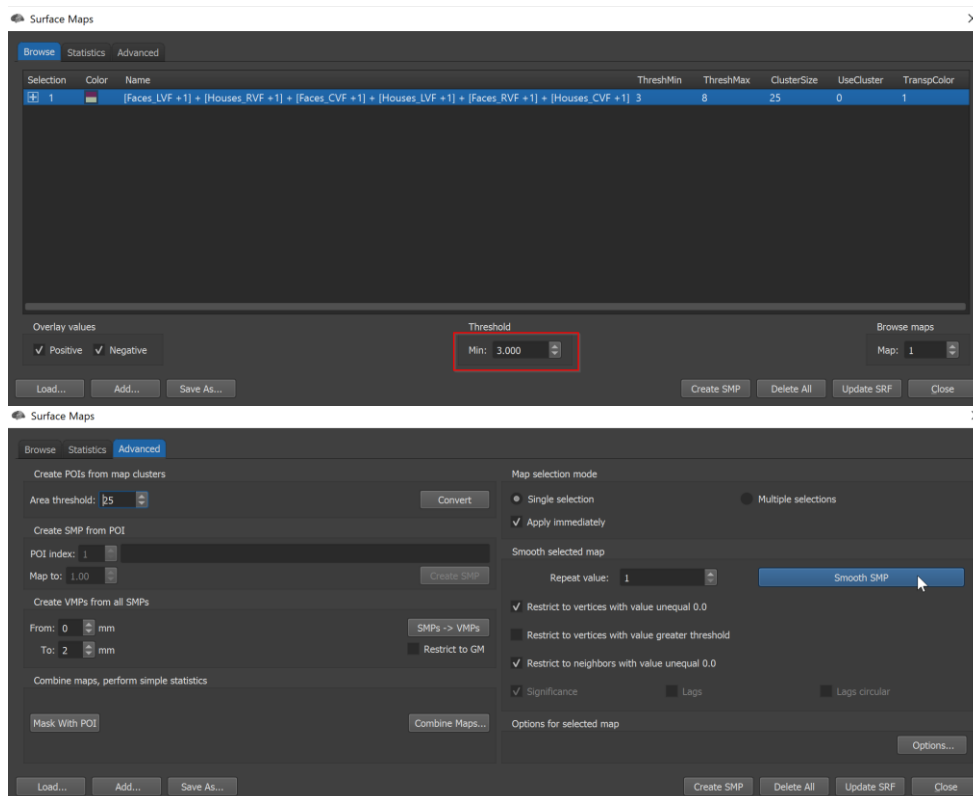 Surface Maps
Browse Statistics Advanced
Selection Color Name ThreshMin ThreshMax ClusterSize UseCluster TranspColor
1 [Faces_LVF +1] + [Houses_RVF +1] + [Faces_CVF +1] + [Houses_LVF +1] + [Faces_RVF +1] + [Houses_CVF +1] 3 8 25 0 1
Overlay values Threshold Browse maps
Positive Negative Min: 3.000 Map: 1
Load... Add... Save As... Create SMP Delete All Update SRF Close
Surface Maps
Browse Statistics Advanced
Create POIs from map clusters Map selection mode
Area threshold: 25 Convert Single selection Multiple selections
Apply immediately
Create SMP from POI
POI index: 1 Smooth selected map
Map to: 1.00 Create SMP Repeat value: 1 Smooth SMP
Create VMPs from all SMPs Restrict to vertices with value unequal 0.0
From: 0 mm SMPs -> VMPs Restrict to vertices with value greater threshold
To: 2 mm Restrict to GM Restrict to neighbors with value unequal 0.0
Combine maps, perform simple statistics Significance Lags Lags circular
Mask With POI Combine Maps... Options for selected map
Options...
Load... Add... Save As... Create SMP Delete All Update SRF Close